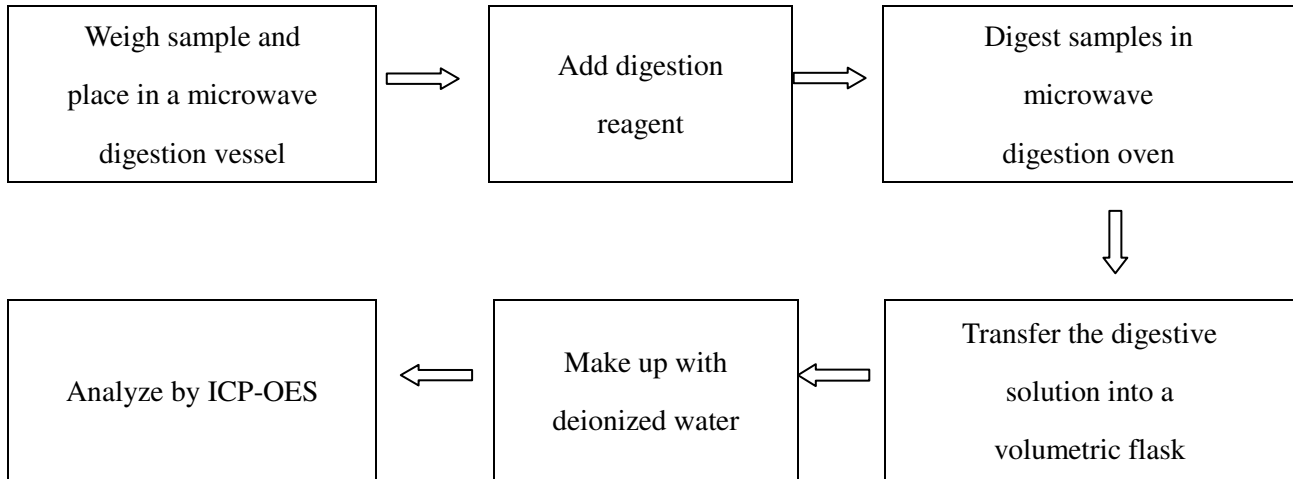 Weigh sample and
place in a microwave
digestion vessel
Add digestion
reagent
Digest samples in
microwave
digestion oven
Transfer the digestive
solution into a
volumetric flask
Make up with
deionized water
Analyze by ICP-OES